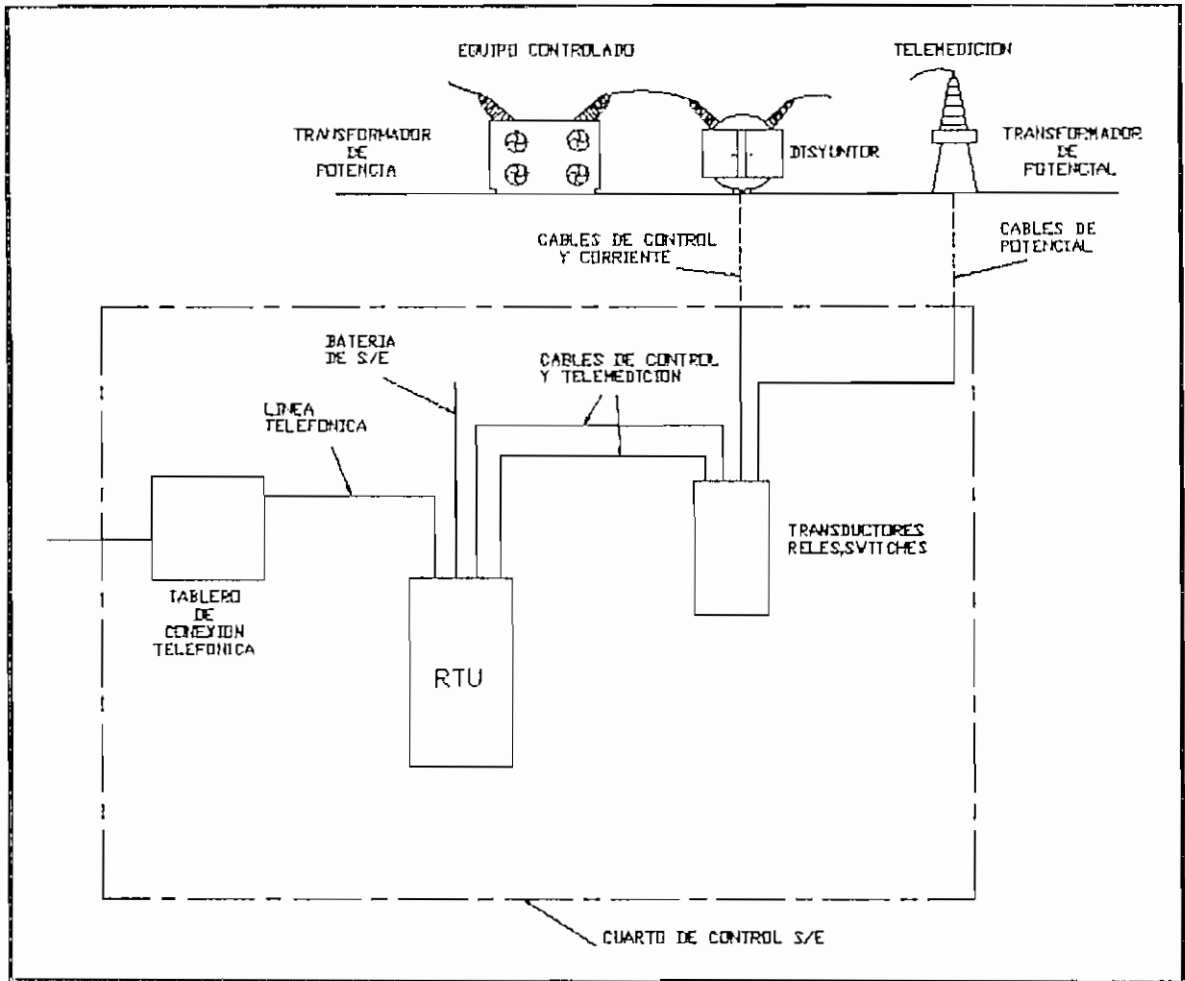 EQUIPO CONTROLADO
TELEMEDICION
TRANSFORMADOR
DE
POTENCIA
DISYUNTOR
TRANSFORMADOR
DE
POTENCIAL
CABLES DE CONTROL
Y CORRIENTE
CABLES DE
POTENCIAL
BATERIA
DE S/E
CABLES DE CONTROL
Y TELEMEDICION
LINEA
TELEFONICA
TRANSDUCTORES
RELES,SWITCHES
TABLERO
DE
CONEXION
TELEFONICA
RTU
CUARTO DE CONTROL S/E